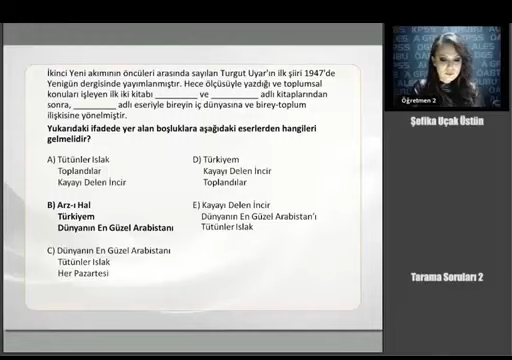 İkinci Yeni akımının öncüleri arasında sayılan Turgut Uyar'ın ilk şiiri 1947'de
Yenigün dergisinde yayımlanmıştır. Hece ölçüsüyle yazdığı ve toplumsal
konuları işleyen ilk iki kitabı __________ ve __________ adlı kitaplarından
sonra, __________ adlı eseriyle bireyin iç dünyasına ve birey-toplum
ilişkisine yönelmiştir.
Yukarıdaki ifadede yer alan boşluklara aşağıdaki eserlerden hangileri
gelmelidir?
A) Tütünler Islak
Toplandılar
Kayayı Delen İncir
B) Arz-ı Hal
Türkiyem
Dünyanın En Güzel Arabistanı
C) Dünyanın En Güzel Arabistanı
Tütünler Islak
Her Pazartesi
D) Türkiyem
Kayayı Delen İncir
Toplandılar
E) Kayayı Delen İncir
Dünyanın En Güzel Arabistan'ı
Tütünler Islak
Öğretmen 2
Şefika Uçak Üstün
Tarama Soruları 2